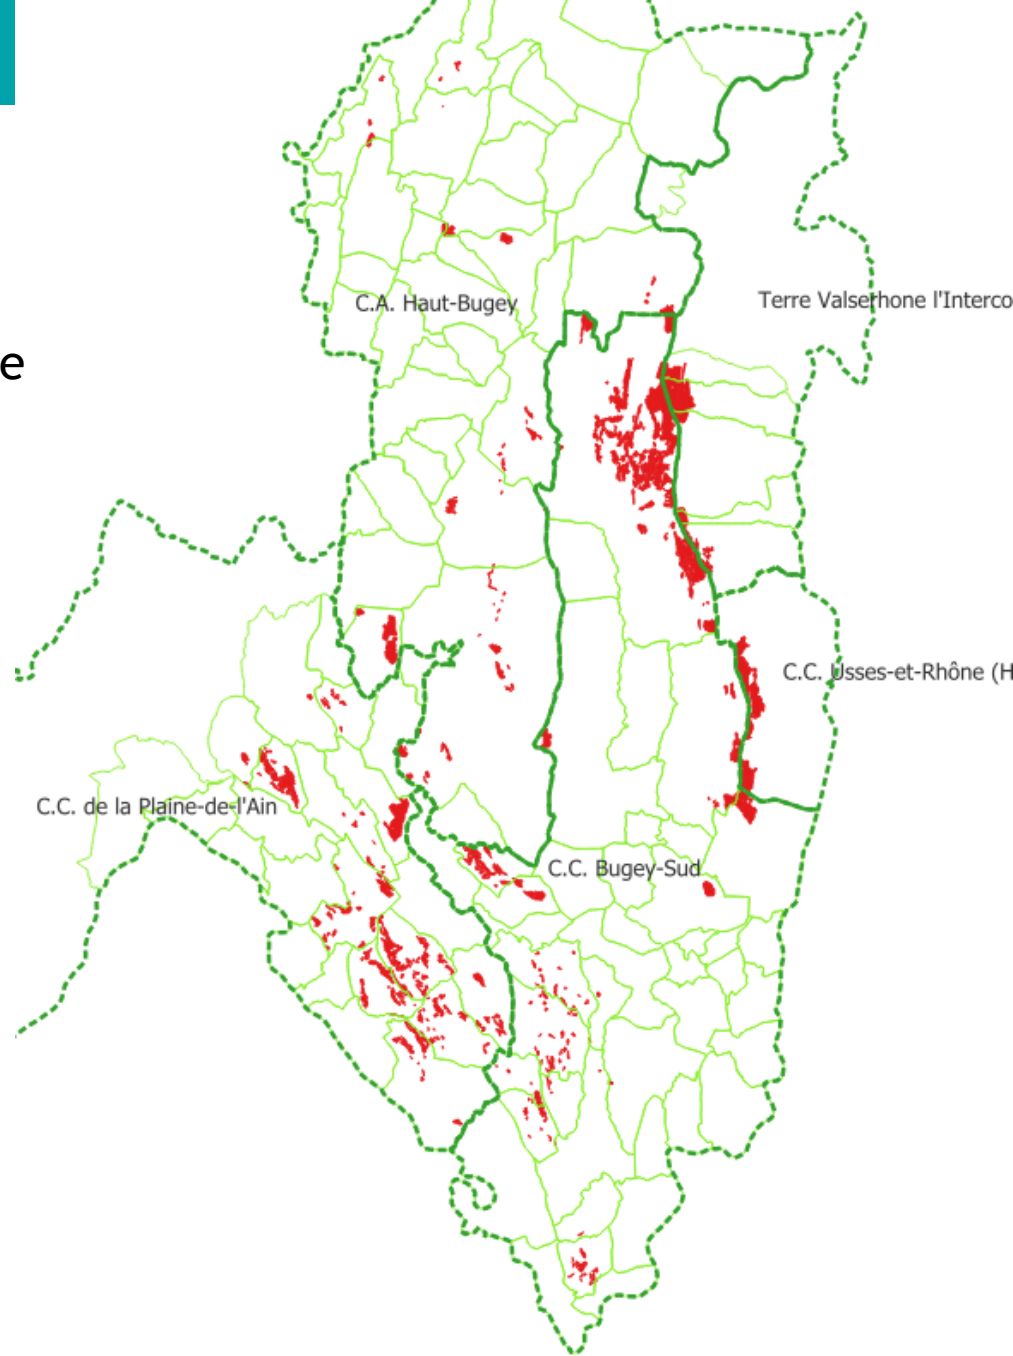 C.A. Haut-Bugey
Terre Valserhone l'Interco
e
C.C. Usses-et-Rhône (H
C.C. de la Plaine-de-l'Ain
C.C. Bugey-Sud